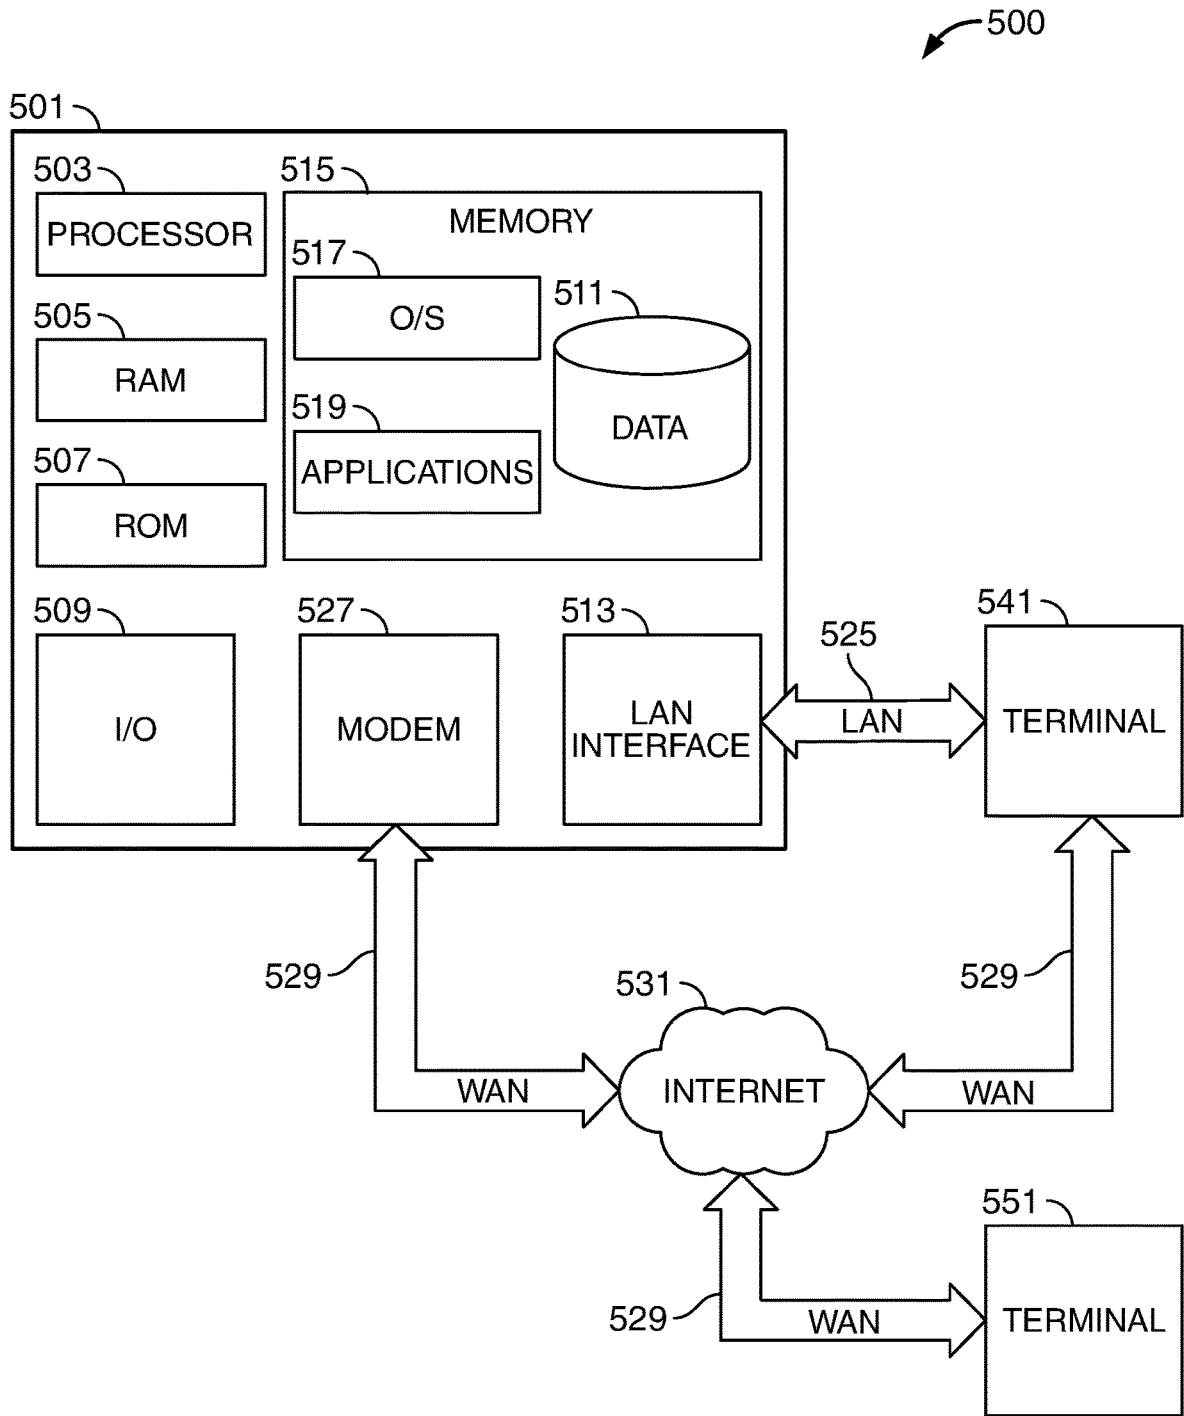 500
501
503
PROCESSOR
505
RAM
507
ROM
515
MEMORY
517
O/S
511
DATA
519
APPLICATIONS
509
I/O
527
MODEM
513
LAN
INTERFACE
525
LAN
541
TERMINAL
529
WAN
531
INTERNET
529
WAN
529
WAN
551
TERMINAL